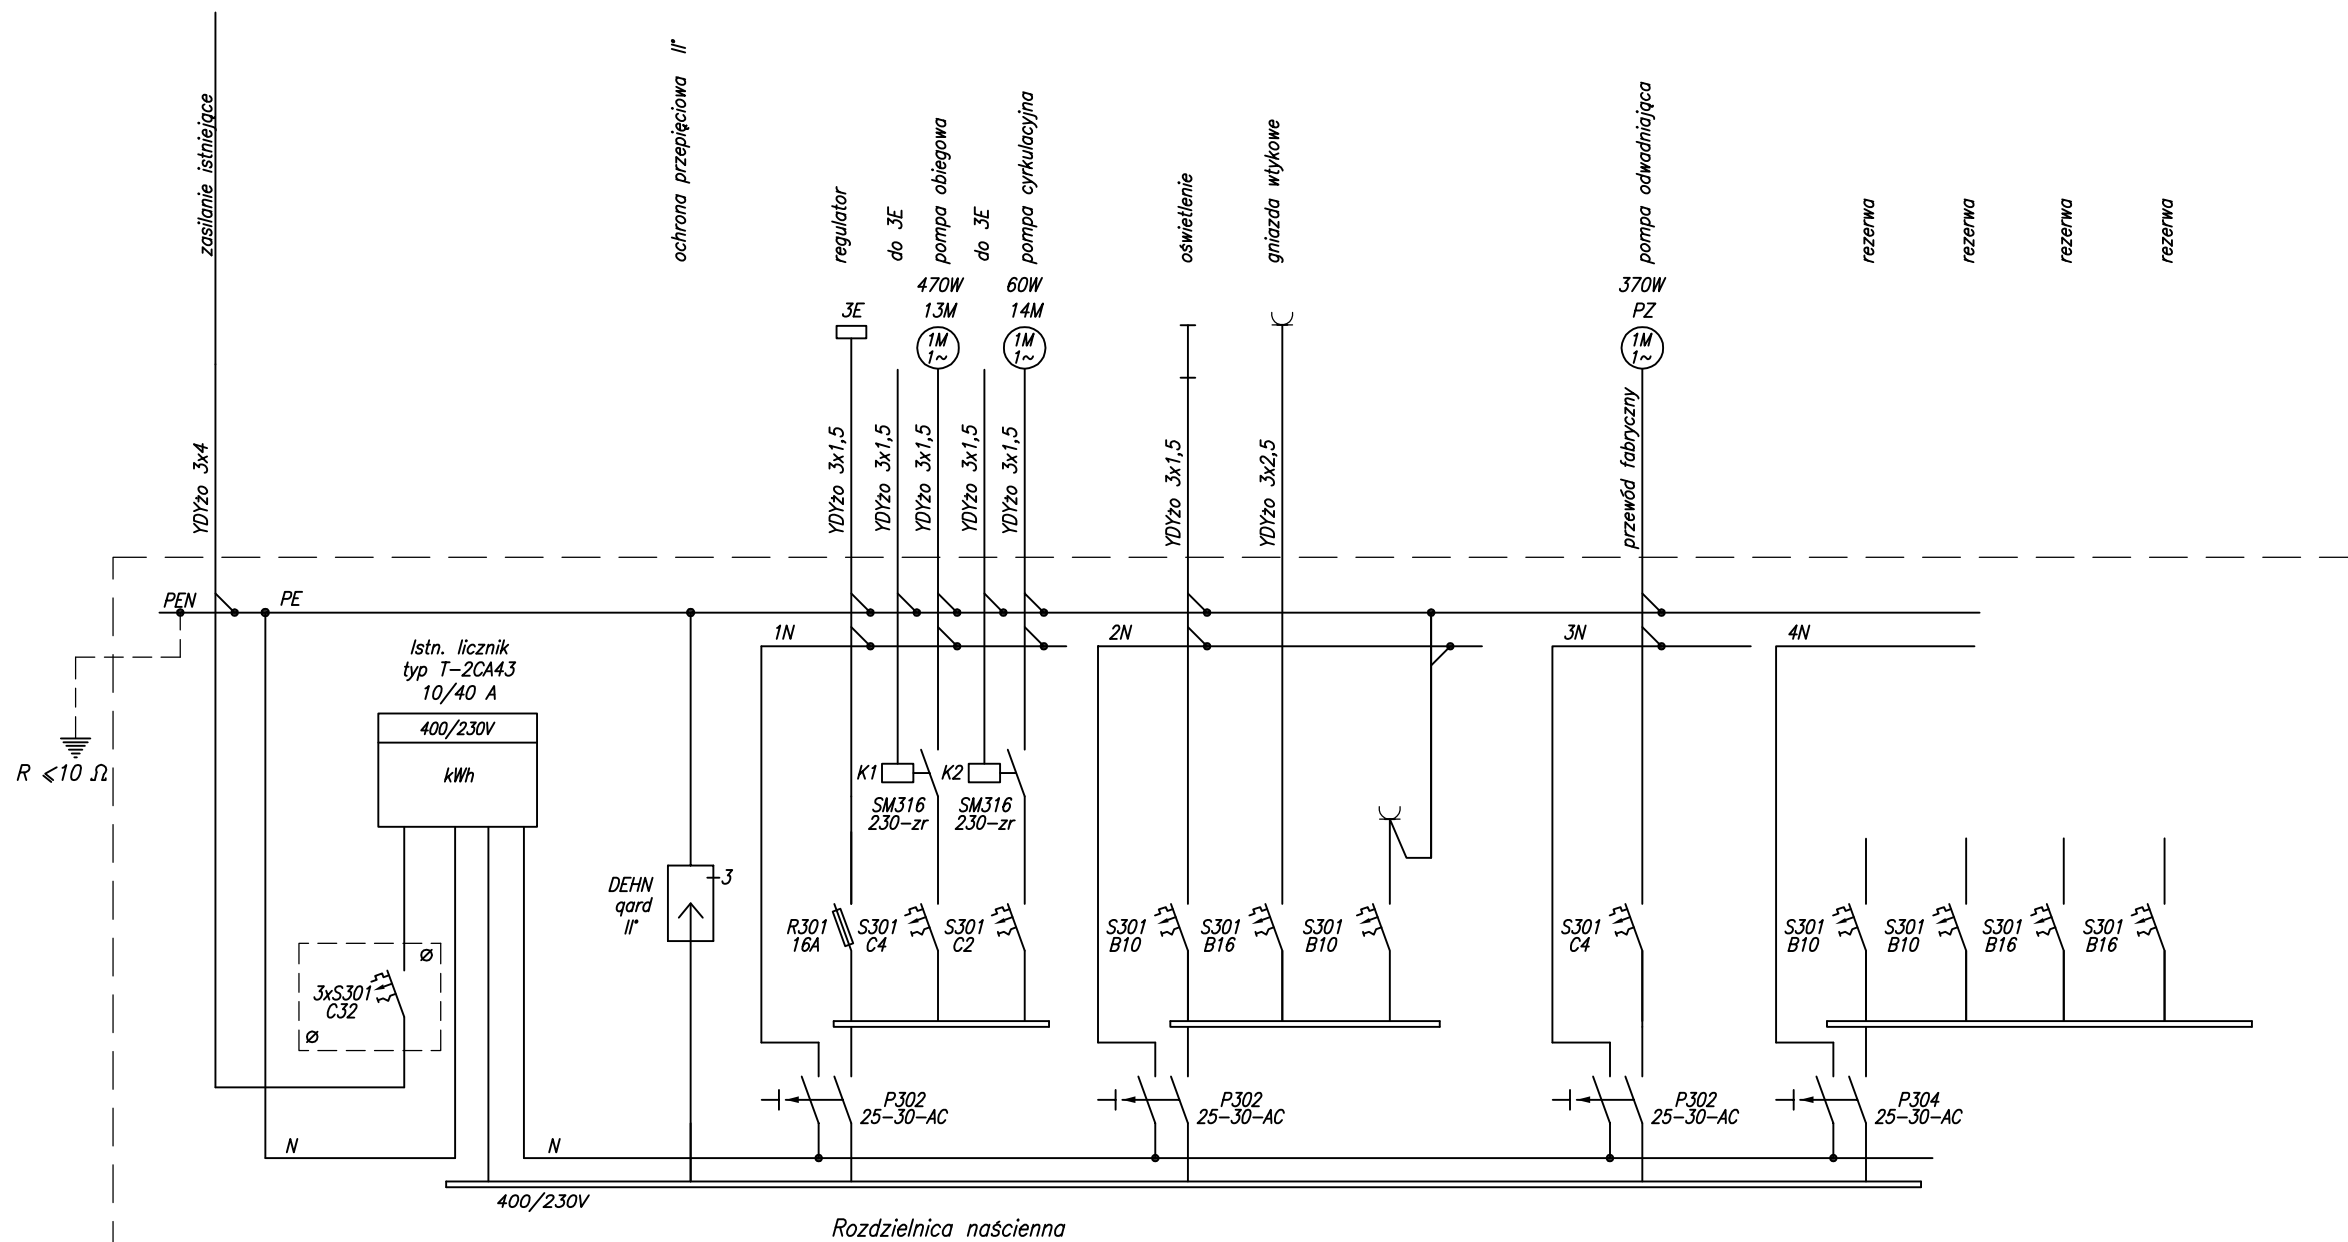 zasilanie istniejące
ochrona przepięciowa II°
regulator
do 3E
pompa obiegowa
do 3E
pompa cyrkulacyjna
oświetlenie
gniazda wtykowe
pompa odwadniająca
rezerwa
rezerwa
rezerwa
rezerwa
470W
60W
370W
3E
13M
14M
PZ
1M
1~
1M
1~
1M
1~
YDYżo 3x4
YDYżo 3x1,5
YDYżo 3x1,5
YDYżo 3x1,5
YDYżo 3x1,5
YDYżo 3x1,5
YDYżo 3x1,5
YDYżo 3x2,5
przewód fabryczny
PEN
PE
1N
2N
3N
4N
Istn. licznik
typ T-2CA43
10/40 A
400/230V
kWh
R ⩽10 Ω
K1
K2
SM316
230-zr
SM316
230-zr
DEHN
qard
II°
3
R301
16A
S301
C4
S301
C2
S301
B10
S301
B16
S301
B10
S301
C4
S301
B10
S301
B10
S301
B16
S301
B16
Ø
3xS301
C32
Ø
P302
25-30-AC
P302
25-30-AC
P302
25-30-AC
P304
25-30-AC
N
N
400/230V
Rozdzielnica naścienna